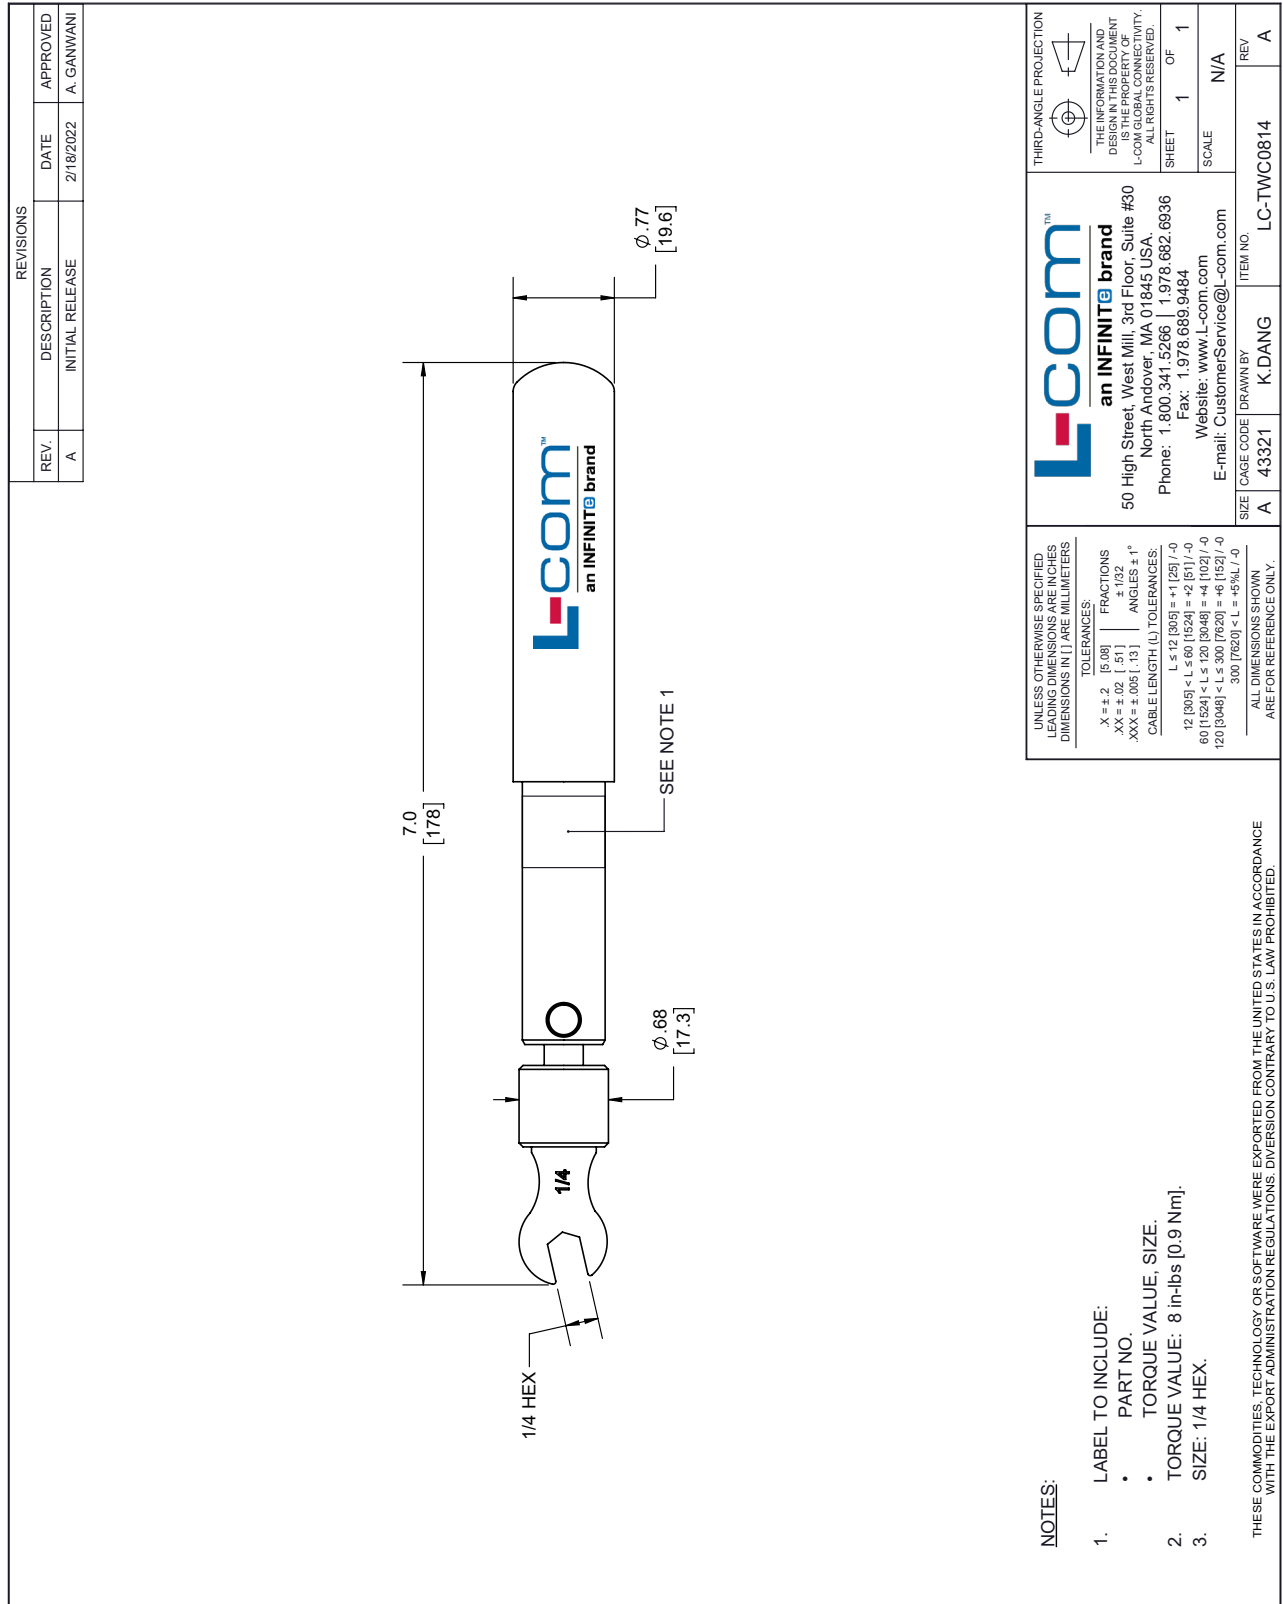 REVISIONS
REV. DESCRIPTION DATE APPROVED
A INITIAL RELEASE 2/18/2022 A. GANWANI
7.0
[178]
1/4 HEX
1/4
Ø.68
[17.3]
SEE NOTE 1
L-com™
an INFINITe brand
Ø.77
[19.6]
NOTES:
1. LABEL TO INCLUDE:
• PART NO.
• TORQUE VALUE, SIZE.
2. TORQUE VALUE: 8 in-lbs [0.9 Nm].
3. SIZE: 1/4 HEX.
THESE COMMODITIES, TECHNOLOGY OR SOFTWARE WERE EXPORTED FROM THE UNITED STATES IN ACCORDANCE
WITH THE EXPORT ADMINISTRATION REGULATIONS. DIVERSION CONTRARY TO U.S. LAW PROHIBITED.
UNLESS OTHERWISE SPECIFIED
LEADING DIMENSIONS ARE INCHES
DIMENSIONS IN [ ] ARE MILLIMETERS
TOLERANCES:
.X = ±.2 [5.08] FRACTIONS
.XX = ±.02 [.51] ± 1/32
.XXX = ±.005 [.13] ANGLES ± 1°
CABLE LENGTH (L) TOLERANCES:
L ≤ 12 [305] = +1 [25] / -0
12 [305] < L ≤ 60 [1524] = +2 [51] / -0
60 [1524] < L ≤ 120 [3048] = +4 [102] / -0
120 [3048] < L ≤ 300 [7620] = +6 [152] / -0
300 [7620] < L = +5%L / -0
ALL DIMENSIONS SHOWN
ARE FOR REFERENCE ONLY.
L-com™
an INFINITe brand
50 High Street, West Mill, 3rd Floor, Suite #30
North Andover, MA 01845 USA.
Phone: 1.800.341.5266 | 1.978.682.6936
Fax: 1.978.689.9484
Website: www.L-com.com
E-mail: CustomerService@L-com.com
THIRD-ANGLE PROJECTION
THE INFORMATION AND
DESIGN IN THIS DOCUMENT
IS THE PROPERTY OF
L-COM GLOBAL CONNECTIVITY.
ALL RIGHTS RESERVED.
SHEET 1 OF 1
SCALE N/A
SIZE A
CAGE CODE 43321
DRAWN BY K.DANG
ITEM NO. LC-TWC0814
REV A